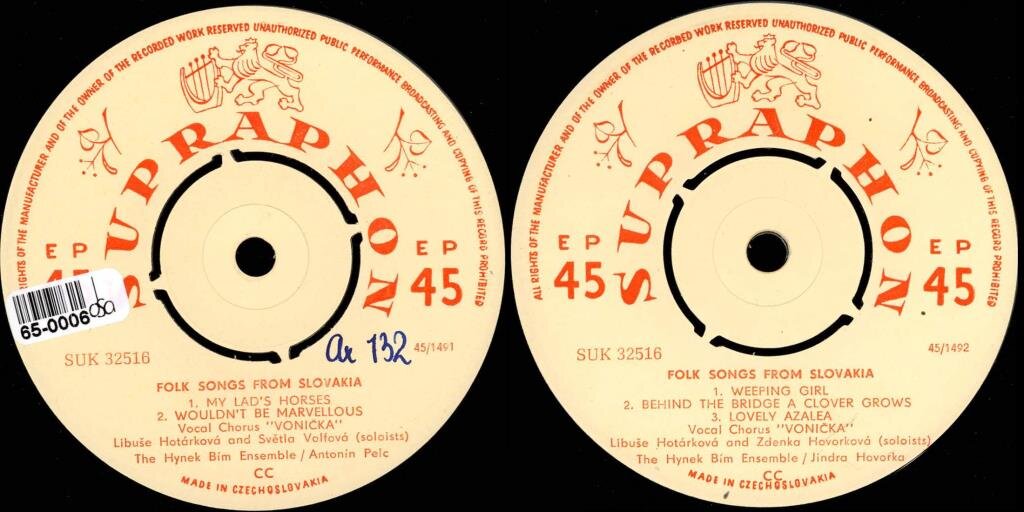 ALL RIGHTS OF THE MANUFACTURER AND OF THE OWNER OF THE RECORDED WORK RESERVED UNAUTHORIZED PUBLIC PERFORMANCE BROADCASTING AND COPYING OF THIS RECORD PROHIBITED
SUPRAPHON
EP
45
EP
45
65-0006
OSA
SUK 32516
Ar 132
45/1491
FOLK SONGS FROM SLOVAKIA
1. MY LAD'S HORSES
2. WOULDN'T BE MARVELLOUS
Vocal Chorus "VONIČKA"
Libuše Hotárková and Světla Volfová (soloists)
The Hynek Bím Ensemble / Antonín Pelc
CC
MADE IN CZECHOSLOVAKIA
ALL RIGHTS OF THE MANUFACTURER AND OF THE OWNER OF THE RECORDED WORK RESERVED UNAUTHORIZED PUBLIC PERFORMANCE BROADCASTING AND COPYING OF THIS RECORD PROHIBITED
SUPRAPHON
EP
45
EP
45
SUK 32516
45/1492
FOLK SONGS FROM SLOVAKIA
1. WEEPING GIRL
2. BEHIND THE BRIDGE A CLOVER GROWS
3. LOVELY AZALEA
Vocal Chorus "VONIČKA"
Libuše Hotárková and Zdenka Hovorková (soloists)
The Hynek Bím Ensemble / Jindra Hovorka
CC
MADE IN CZECHOSLOVAKIA